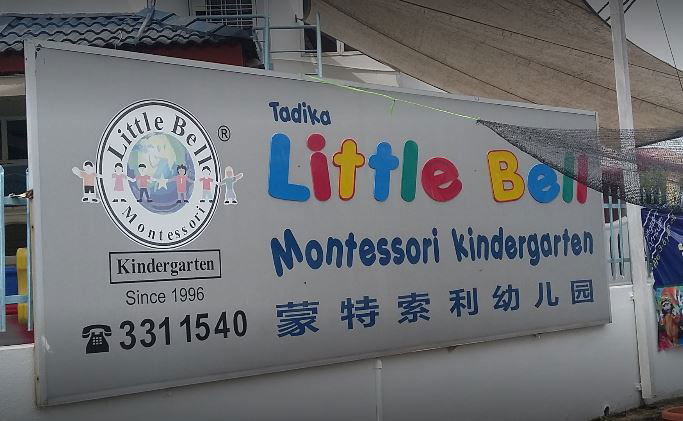 Little Bell
Montessori
®
Kindergarten
Since 1996
☎ 3311540
Tadika
Little Bell
Montessori kindergarten
蒙特索利幼儿园